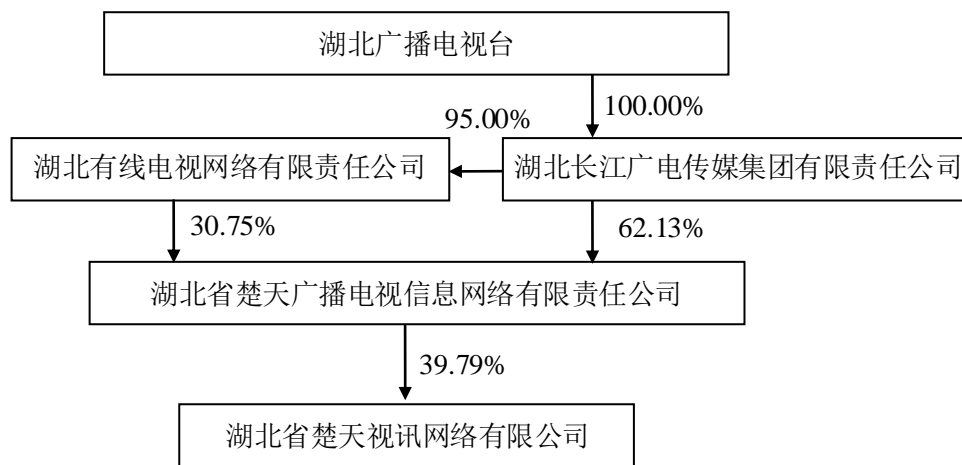 湖北广播电视台
100.00%
95.00%
湖北有线电视网络有限责任公司
湖北长江广电传媒集团有限责任公司
30.75%
62.13%
湖北省楚天广播电视信息网络有限责任公司
39.79%
湖北省楚天视讯网络有限公司